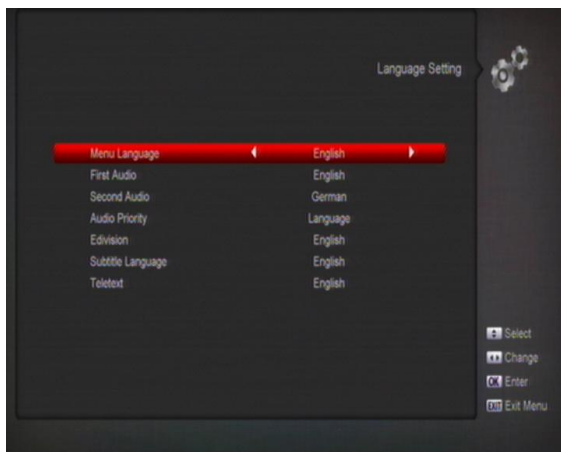 Language Setting
Menu Language English
First Audio English
Second Audio German
Audio Priority Language
Edivision English
Subtitle Language English
Teletext English
Select
Change
OK Enter
EXIT Exit Menu